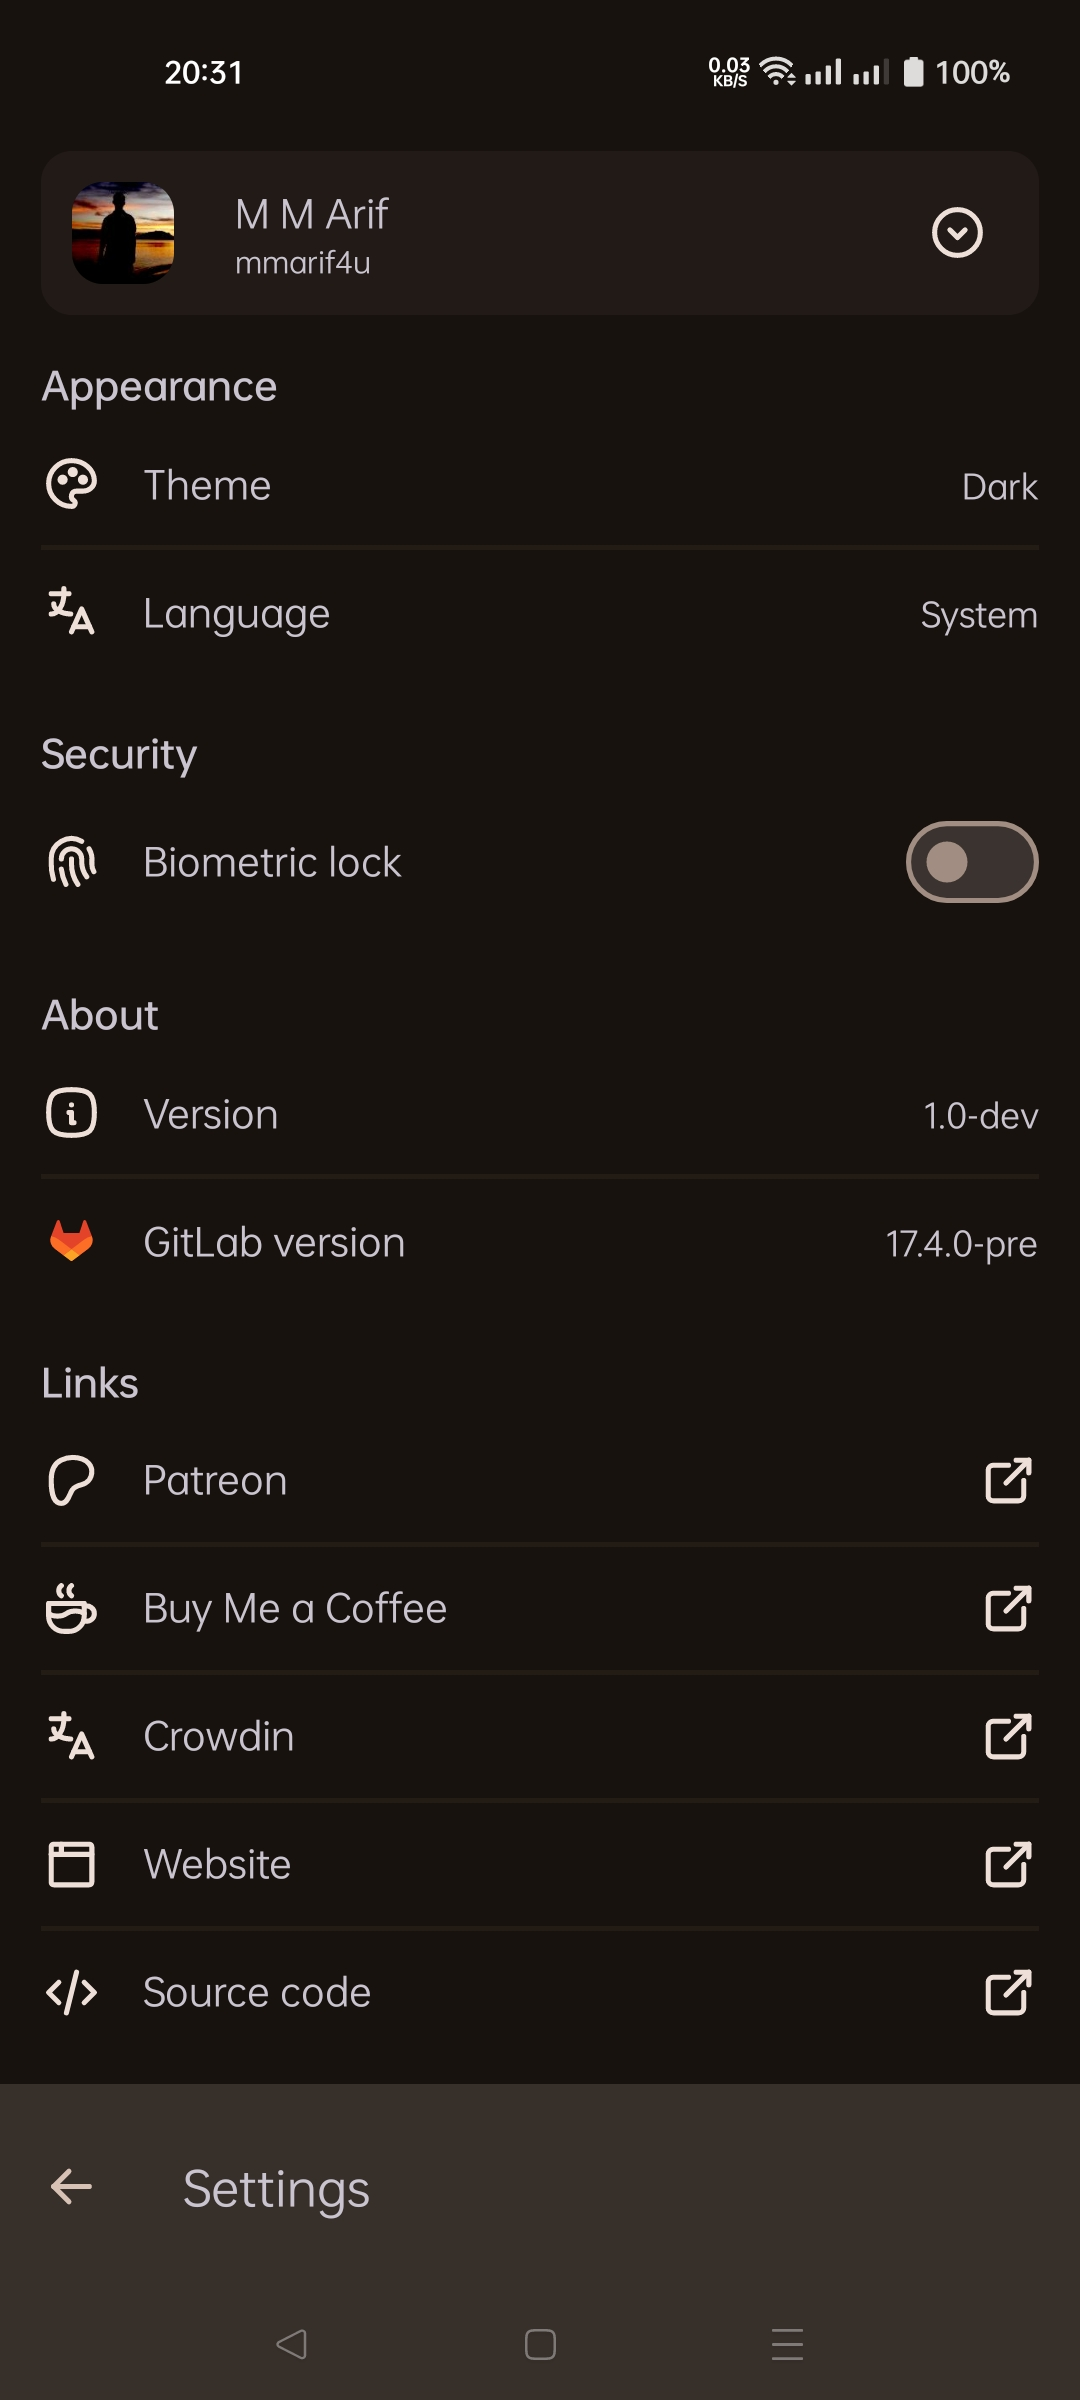 20:31
0.03 KB/S 100%
M M Arif
mmarif4u
Appearance
Theme Dark
Language System
Security
Biometric lock
About
Version 1.0-dev
GitLab version 17.4.0-pre
Links
Patreon
Buy Me a Coffee
Crowdin
Website
Source code
Settings